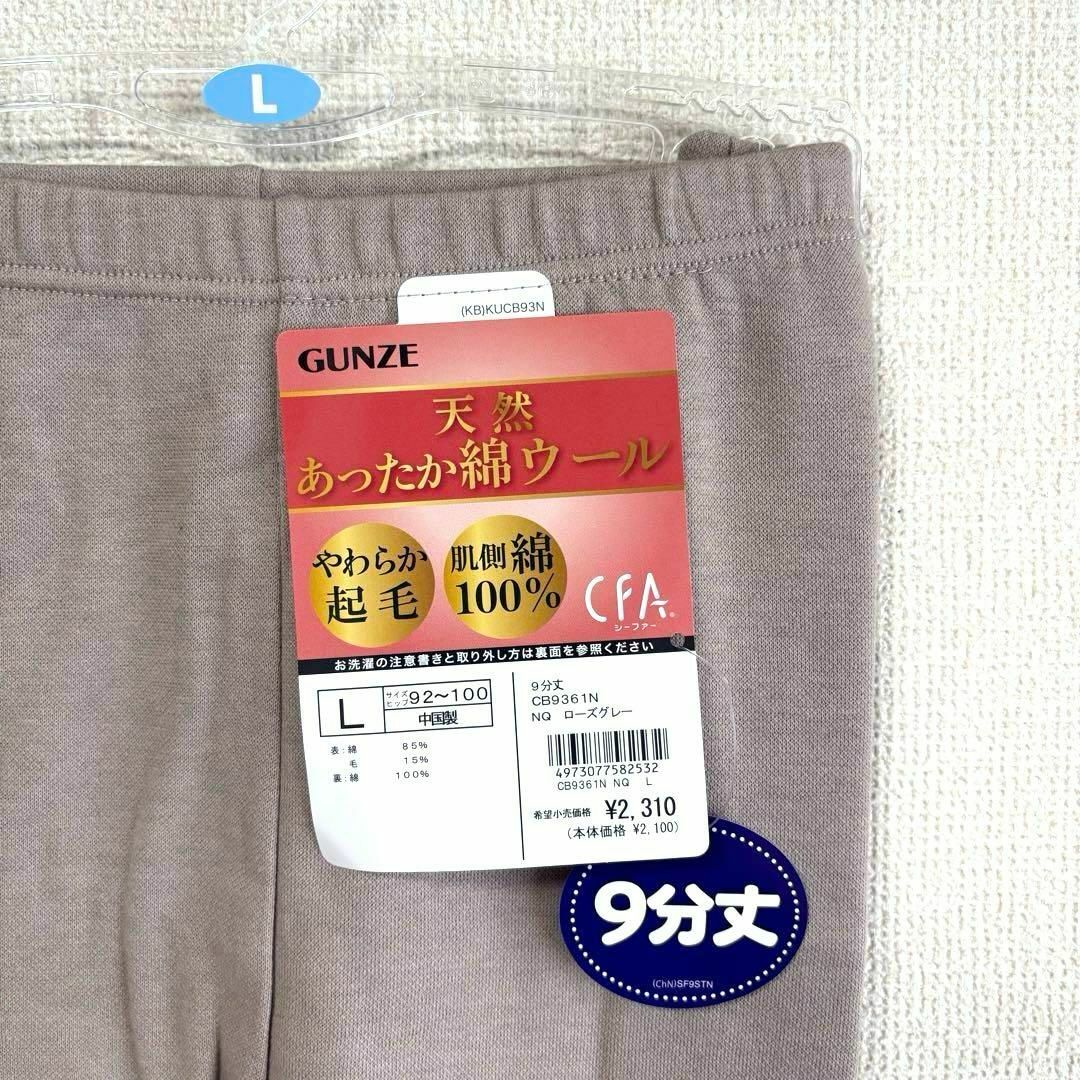 L
(KB)KUCB93N
GUNZE
天然
あったか綿ウール
やわらか
起毛
肌側綿
100%
CFA®
シーファー
お洗濯の注意書きと取り外し方は裏面を参照ください
L
サイズ
ヒップ 92～100
中国製
表:綿 85%
毛 15%
裏:綿 100%
9分丈
CB9361N
NQ ローズグレー
4973077582532
CB9361N NQ L
希望小売価格 ¥2,310
(本体価格 ¥2,100)
9分丈
(ChN)SF9STN